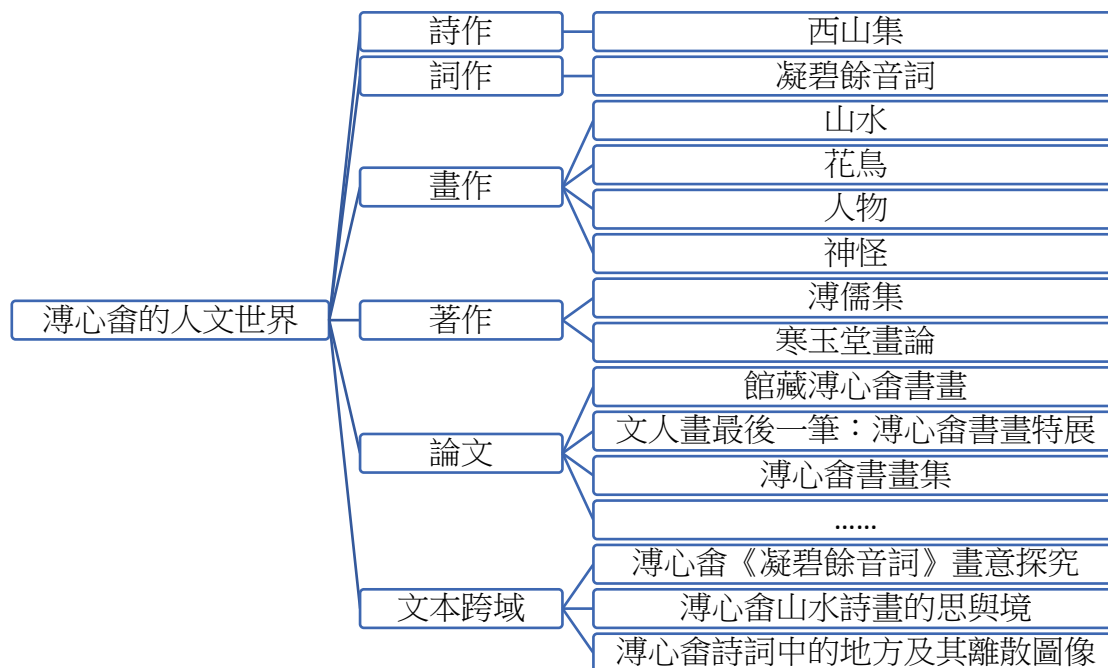 溥心畬的人文世界
詩作
西山集
詞作
凝碧餘音詞
畫作
山水
花鳥
人物
神怪
著作
溥儒集
寒玉堂畫論
論文
館藏溥心畬書畫
文人畫最後一筆：溥心畬書畫特展
溥心畬書畫集
......
文本跨域
溥心畬《凝碧餘音詞》畫意探究
溥心畬山水詩畫的思與境
溥心畬詩詞中的地方及其離散圖像